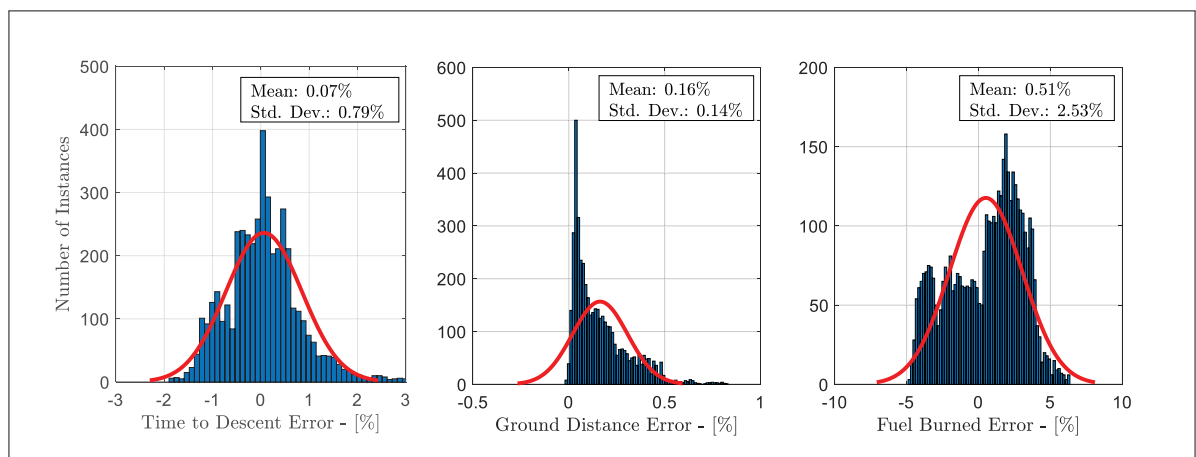 Number of Instances
500
400
300
200
100
0
Mean: 0.07%
Std. Dev.: 0.79%
-3 -2 -1 0 1 2 3
Time to Descent Error - [%]
600
500
400
300
200
100
0
Mean: 0.16%
Std. Dev.: 0.14%
-0.5 0 0.5 1
Ground Distance Error - [%]
200
150
100
50
0
Mean: 0.51%
Std. Dev.: 2.53%
-10 -5 0 5 10
Fuel Burned Error - [%]